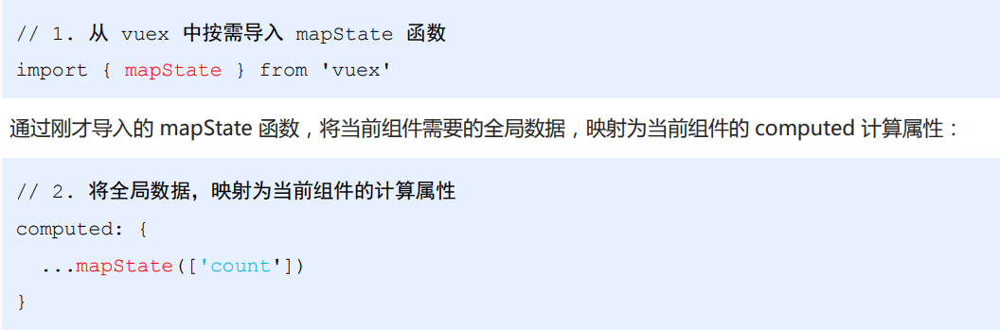 // 1. 从 vuex 中按需导入 mapState 函数
import { mapState } from 'vuex'
通过刚才导入的 mapState 函数，将当前组件需要的全局数据，映射为当前组件的 computed 计算属性：
// 2. 将全局数据，映射为当前组件的计算属性
computed: {
  ...mapState(['count'])
}